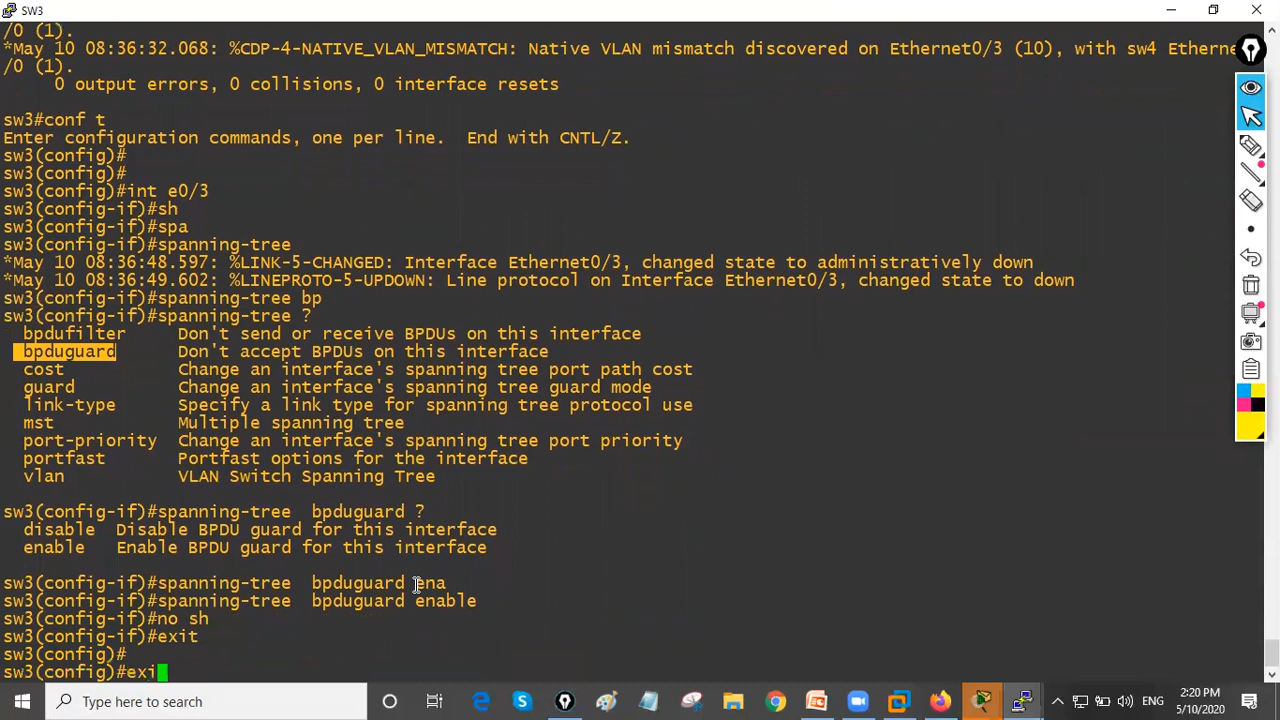 SW3
/0 (1).
*May 10 08:36:32.068: %CDP-4-NATIVE_VLAN_MISMATCH: Native VLAN mismatch discovered on Ethernet0/3 (10), with sw4 Etherne
/0 (1).
     0 output errors, 0 collisions, 0 interface resets
sw3#conf t
Enter configuration commands, one per line.  End with CNTL/Z.
sw3(config)#
sw3(config)#
sw3(config)#int e0/3
sw3(config-if)#sh
sw3(config-if)#spa
sw3(config-if)#spanning-tree
*May 10 08:36:48.597: %LINK-5-CHANGED: Interface Ethernet0/3, changed state to administratively down
*May 10 08:36:49.602: %LINEPROTO-5-UPDOWN: Line protocol on Interface Ethernet0/3, changed state to down
sw3(config-if)#spanning-tree bp
sw3(config-if)#spanning-tree ?
  bpdufilter     Don't send or receive BPDUs on this interface
  bpduguard      Don't accept BPDUs on this interface
  cost           Change an interface's spanning tree port path cost
  guard          Change an interface's spanning tree guard mode
  link-type      Specify a link type for spanning tree protocol use
  mst            Multiple spanning tree
  port-priority  Change an interface's spanning tree port priority
  portfast       Portfast options for the interface
  vlan           VLAN Switch Spanning Tree
sw3(config-if)#spanning-tree  bpduguard ?
  disable  Disable BPDU guard for this interface
  enable   Enable BPDU guard for this interface
sw3(config-if)#spanning-tree  bpduguard ena
sw3(config-if)#spanning-tree  bpduguard enable
sw3(config-if)#no sh
sw3(config-if)#exit
sw3(config)#
sw3(config)#exi
Type here to search
ENG
2:20 PM
5/10/2020